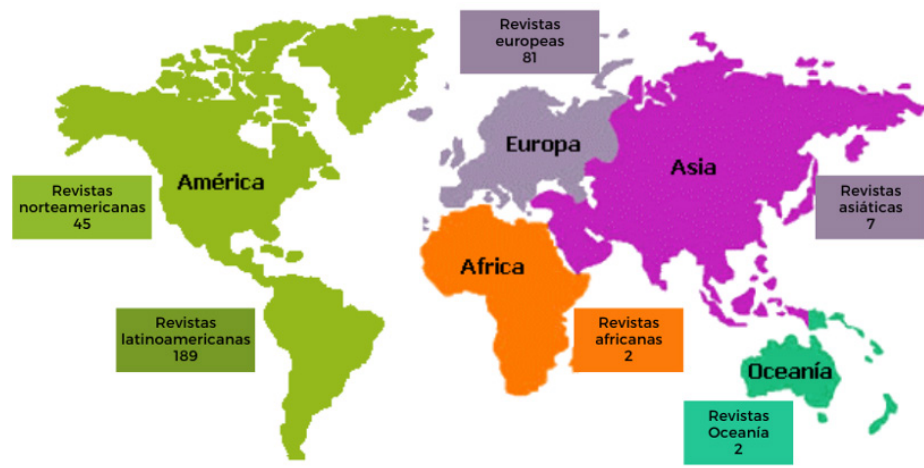 Revistas
europeas
81
Europa
América
Asia
Revistas
norteamericanas
45
Revistas
asiáticas
7
Africa
Revistas
latinoamericanas
189
Revistas
africanas
2
Oceanía
Revistas
Oceanía
2